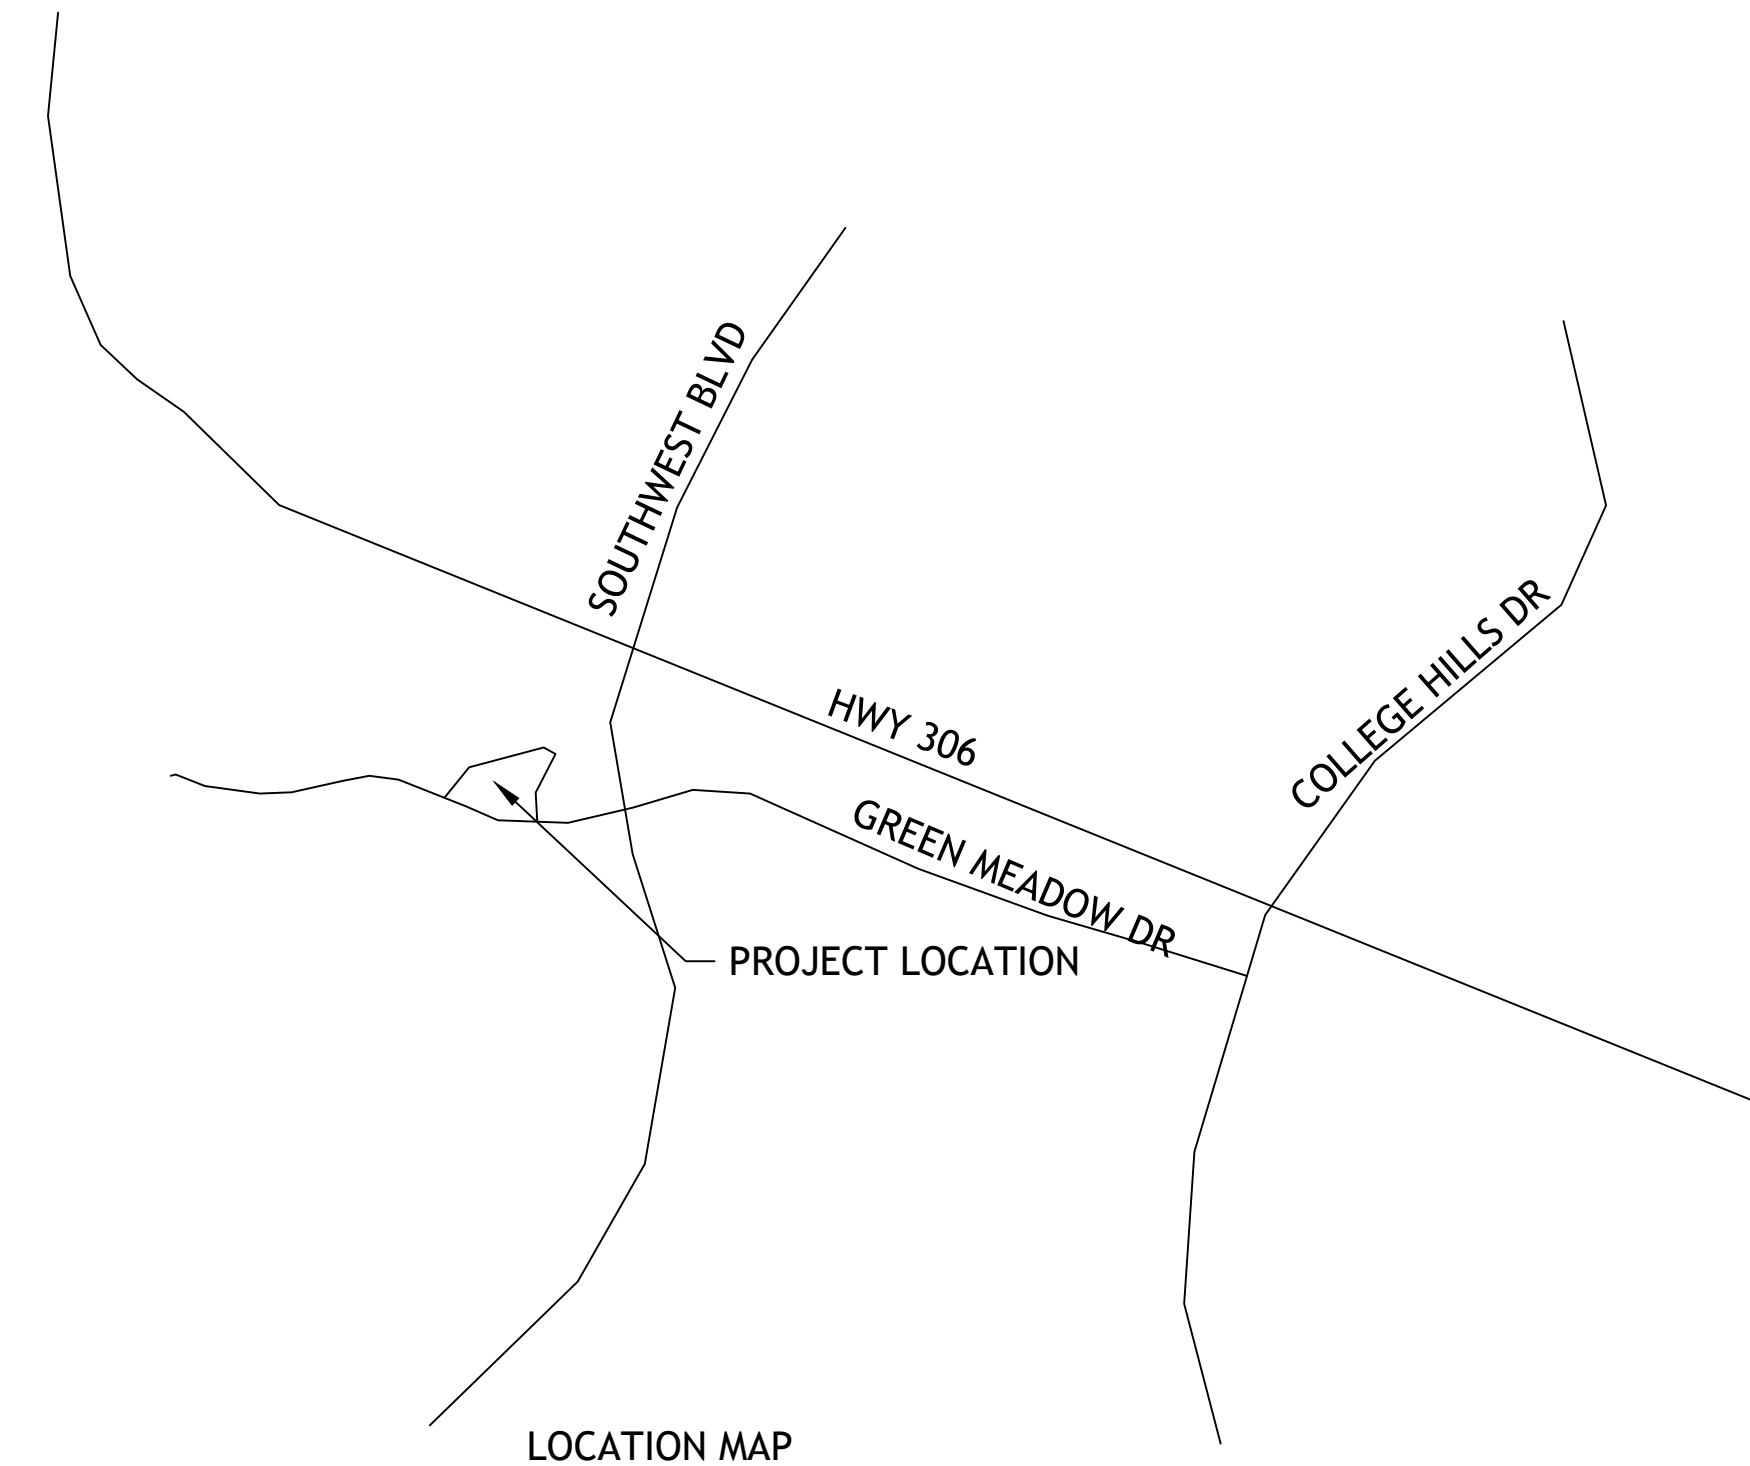 SOUTHWEST BLVD
COLLEGE HILLS DR
HWY 306
GREEN MEADOW DR
PROJECT LOCATION
LOCATION MAP